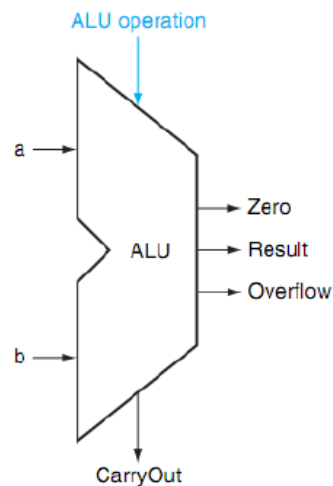 ALU operation
a
Zero
ALU
Result
Overflow
b
CarryOut